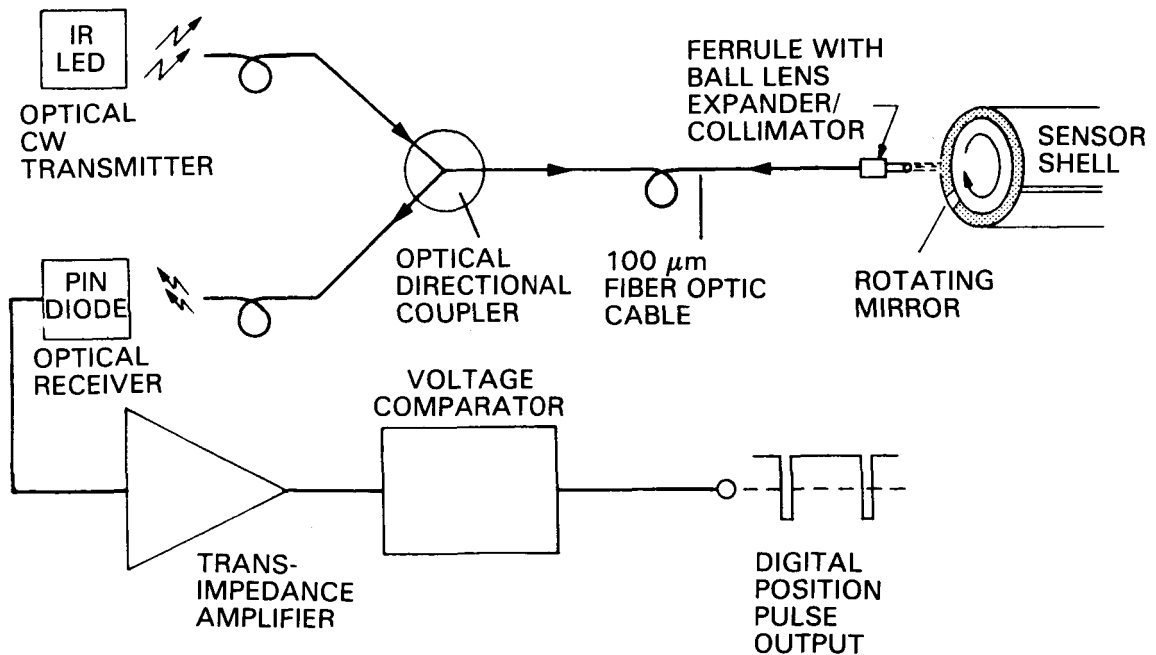 IR
LED
OPTICAL
CW
TRANSMITTER
FERRULE WITH
BALL LENS
EXPANDER/
COLLIMATOR
SENSOR
SHELL
OPTICAL
DIRECTIONAL
COUPLER
100 μm
FIBER OPTIC
CABLE
ROTATING
MIRROR
PIN
DIODE
OPTICAL
RECEIVER
VOLTAGE
COMPARATOR
TRANS-
IMPEDANCE
AMPLIFIER
DIGITAL
POSITION
PULSE
OUTPUT